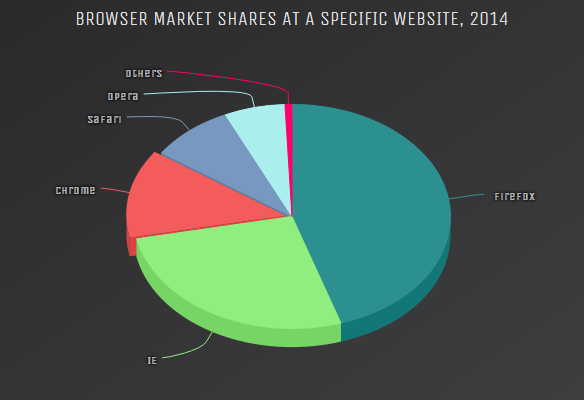 BROWSER MARKET SHARES AT A SPECIFIC WEBSITE, 2014
Others
Opera
Safari
Chrome
Firefox
IE